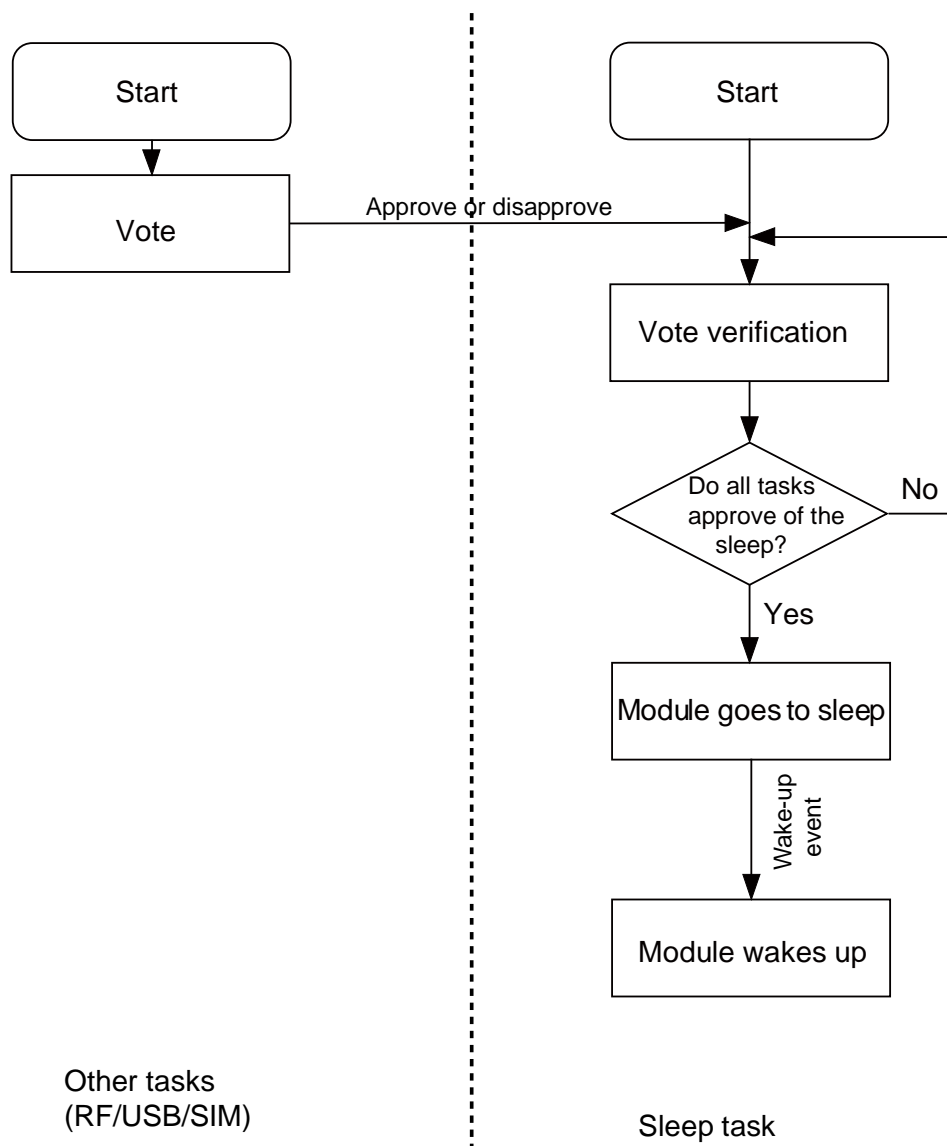 Start
Start
Vote
Approve or disapprove
Vote verification
Do all tasks
approve of the
sleep?
No
Yes
Module goes to sleep
Wake-up
event
Module wakes up
Other tasks
(RF/USB/SIM)
Sleep task